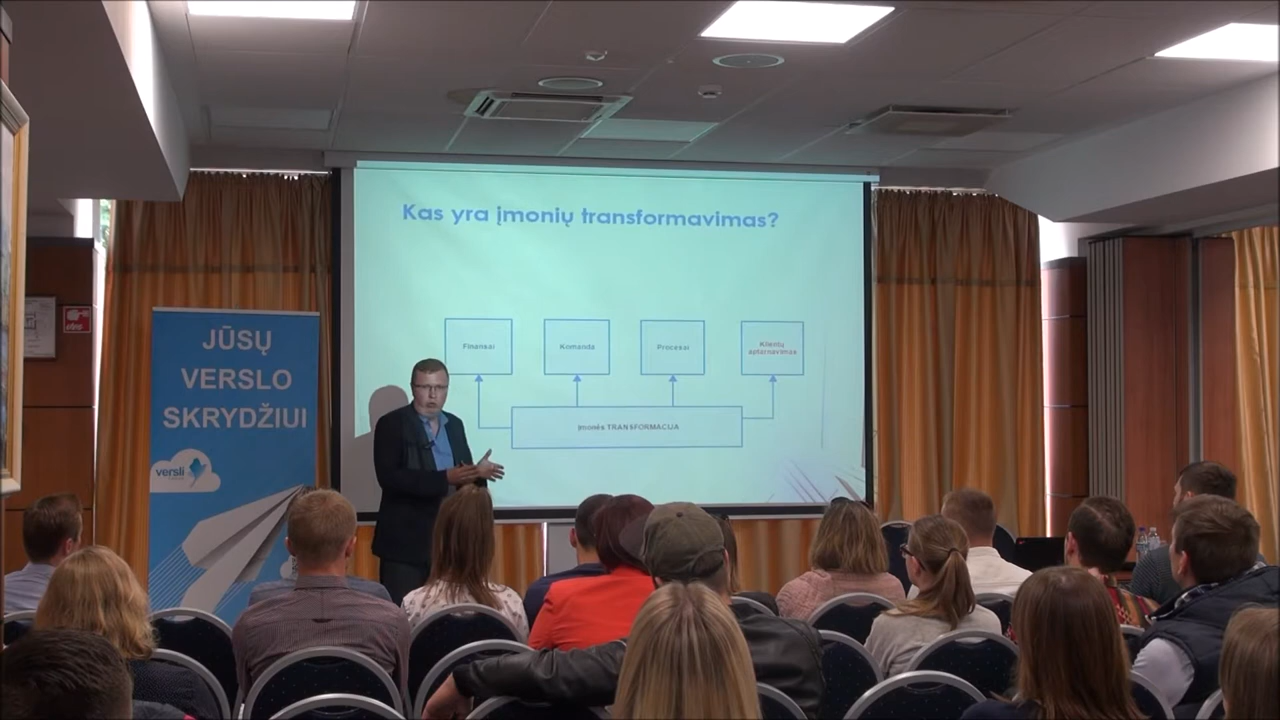 Kas yra įmonių transformavimas?
Finansai
Komanda
Procesai
Klientų
aptarnavimas
Įmonės TRANSFORMACIJA
JŪSŲ
VERSLO
SKRYDŽIUI
versli